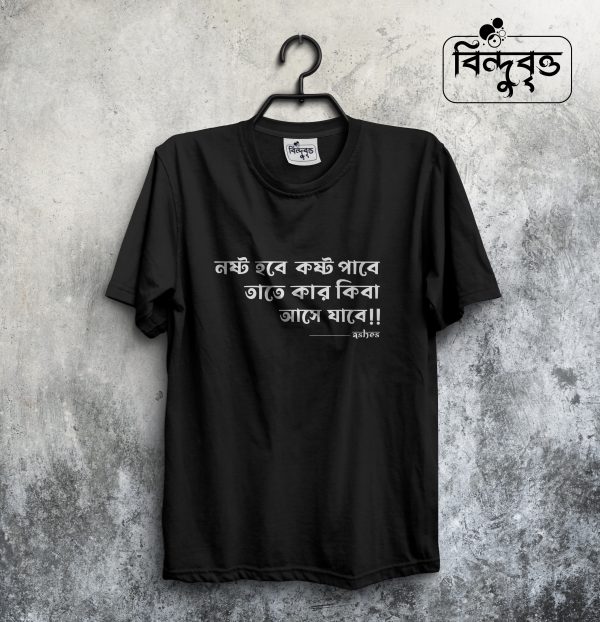 বিন্দুবৃত্ত
বিন্দুবৃত্ত
নষ্ট হবে কষ্ট পাবে
তাতে কার কিবা
আসে যাবে!!
ashes